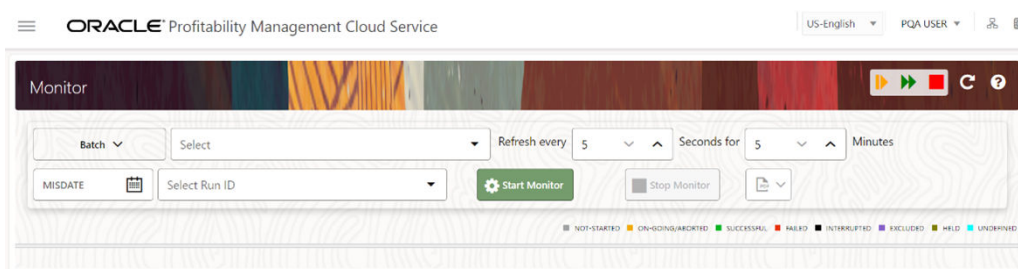 ORACLE Profitability Management Cloud Service US-English PQA USER
Monitor
Batch Select Refresh every 5 Seconds for 5 Minutes
MISDATE Select Run ID Start Monitor Stop Monitor
NOT-STARTED ON-GOING/ABORTED SUCCESSFUL FAILED INTERRUPTED EXCLUDED HELD UNDEFINED